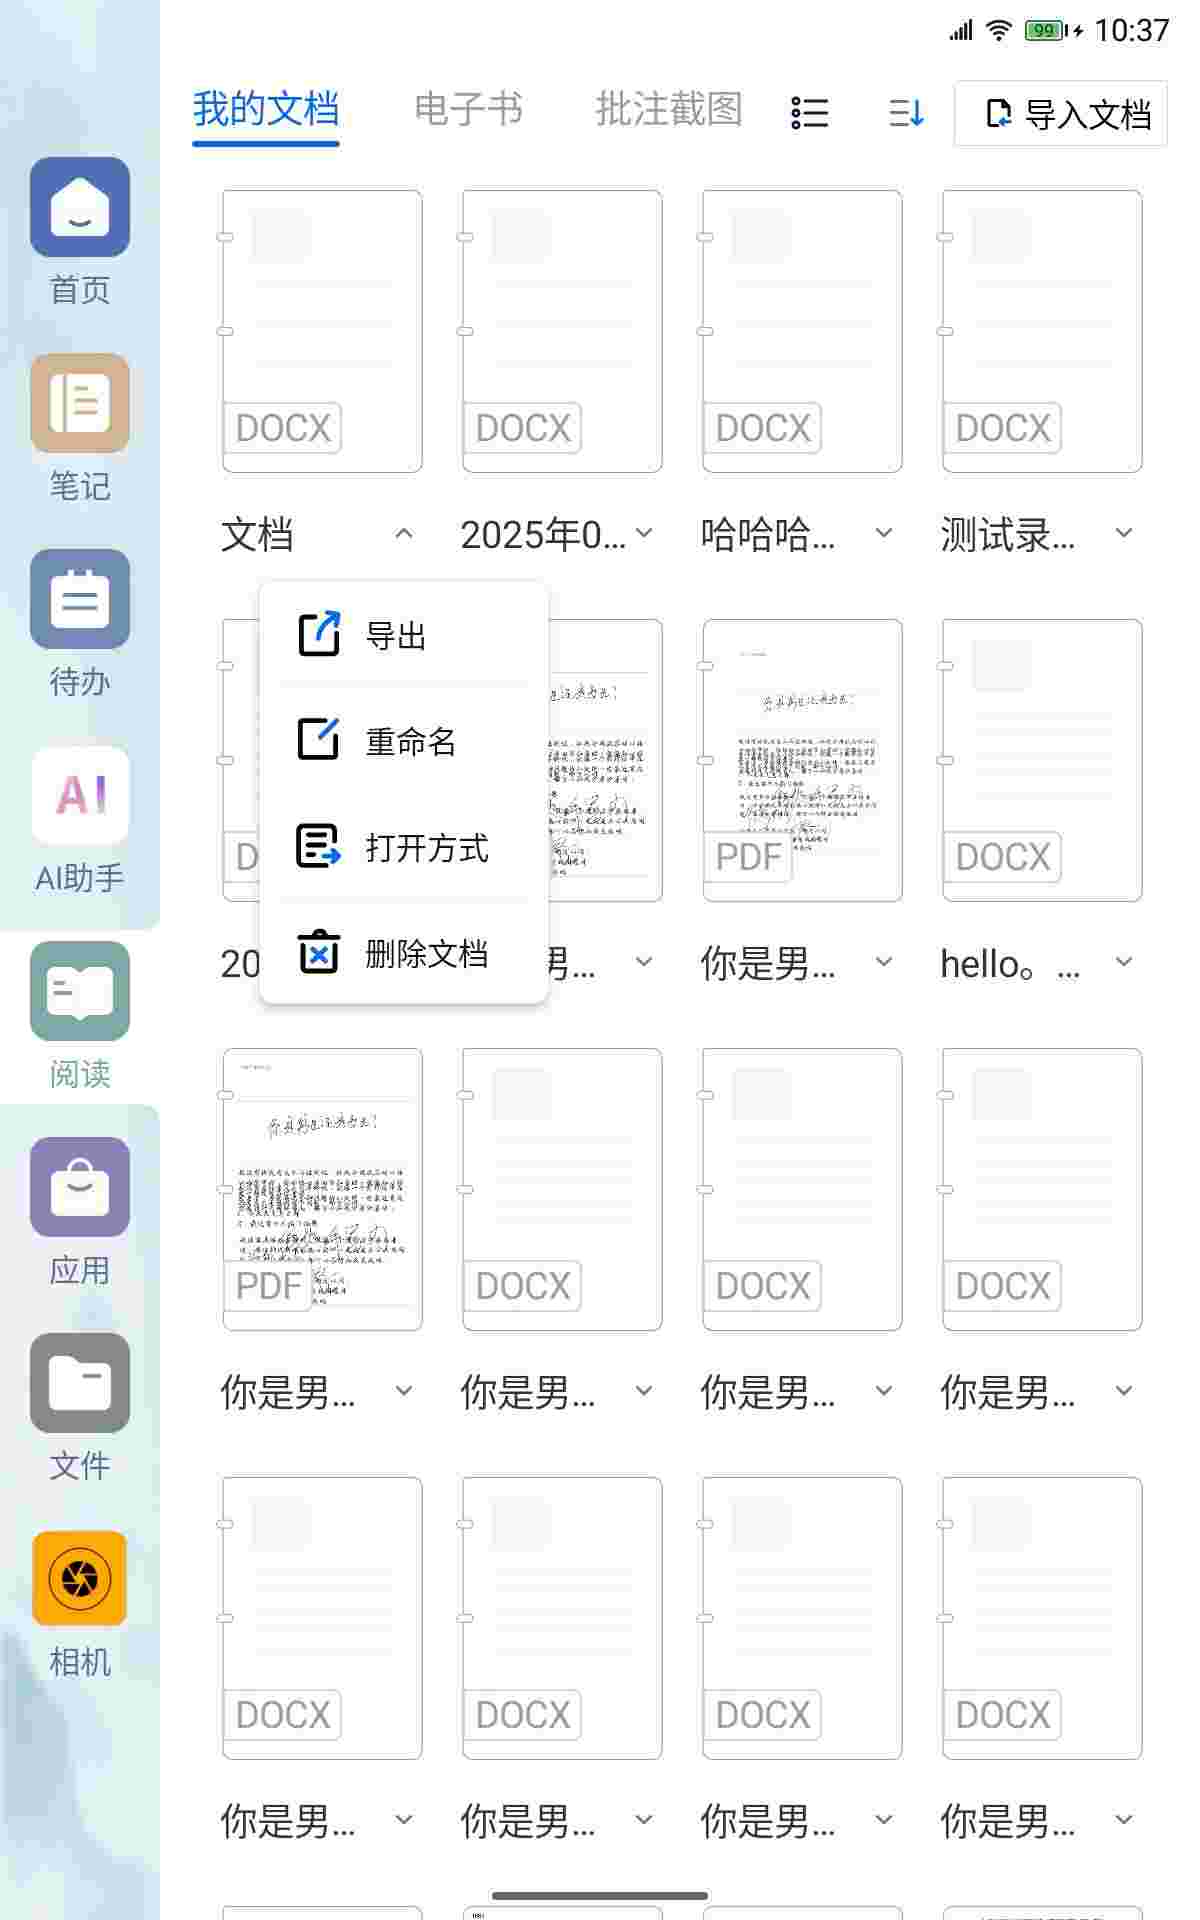 99
10:37
我的文档
电子书
批注截图
导入文档
首页
笔记
待办
AI
AI助手
阅读
应用
文件
相机
DOCX
DOCX
DOCX
DOCX
文档
2025年0...
哈哈哈...
测试录...
导出
重命名
打开方式
删除文档
D
PDF
DOCX
20
男...
你是男...
hello。...
PDF
DOCX
DOCX
DOCX
你是男...
你是男...
你是男...
你是男...
DOCX
DOCX
DOCX
DOCX
你是男...
你是男...
你是男...
你是男...